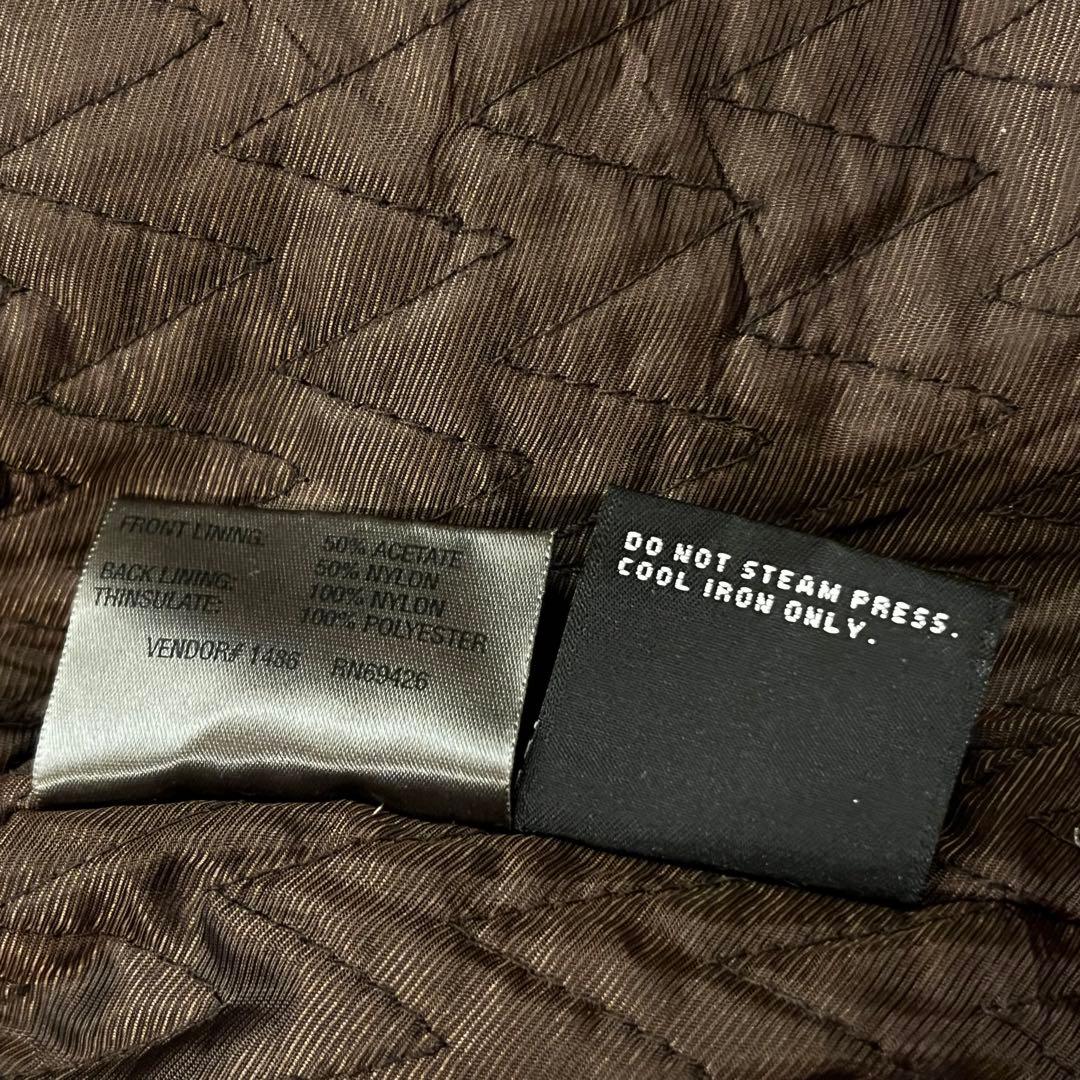 FRONT LINING: 50% ACETATE
50% NYLON
BACK LINING: 100% NYLON
THINSULATE: 100% POLYESTER
VENDOR# 1486 RN69426
DO NOT STEAM PRESS.
COOL IRON ONLY.